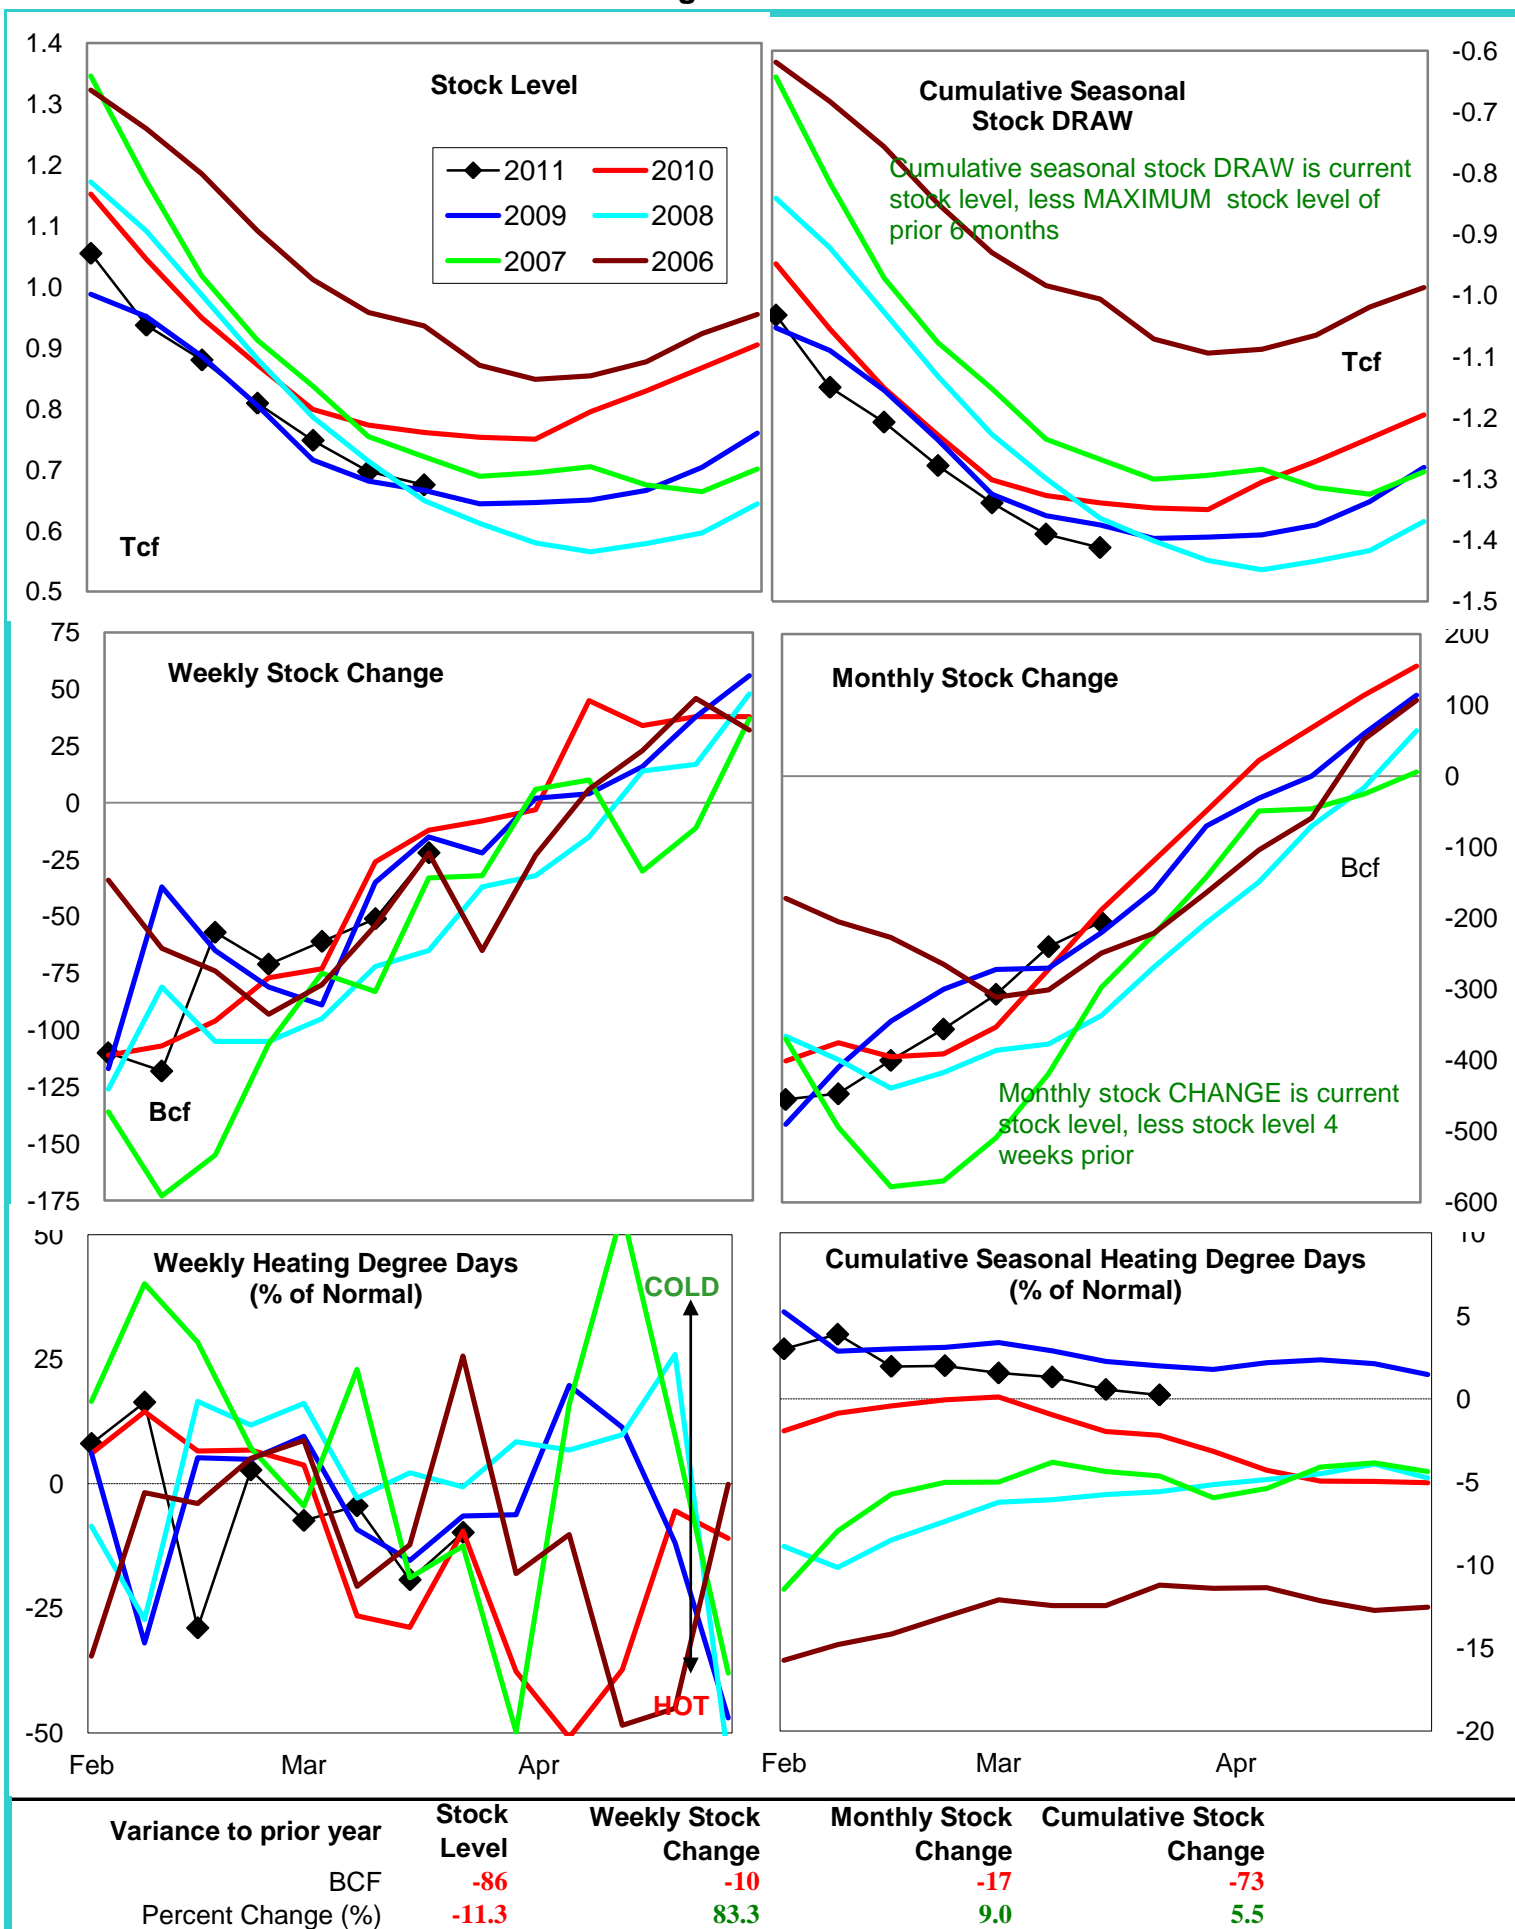 g
1.4
1.3
1.2
1.1
1.0
0.9
0.8
0.7
0.6
0.5
Stock Level
2011
2010
2009
2008
2007
2006
Tcf
Cumulative Seasonal
Stock DRAW
Cumulative seasonal stock DRAW is current
stock level, less MAXIMUM stock level of
prior 6 months
Tcf
-0.6
-0.7
-0.8
-0.9
-1.0
-1.1
-1.2
-1.3
-1.4
-1.5
75
50
25
0
-25
-50
-75
-100
-125
-150
-175
Weekly Stock Change
Bcf
Monthly Stock Change
Bcf
Monthly stock CHANGE is current
stock level, less stock level 4
weeks prior
200
100
0
-100
-200
-300
-400
-500
-600
50
25
0
-25
-50
Weekly Heating Degree Days
(% of Normal)
COLD
HOT
Feb
Mar
Apr
Cumulative Seasonal Heating Degree Days
(% of Normal)
10
5
0
-5
-10
-15
-20
Feb
Mar
Apr
Variance to prior year
Stock
Level
Weekly Stock
Change
Monthly Stock
Change
Cumulative Stock
Change
BCF -86 -10 -17 -73
Percent Change (%) -11.3 83.3 9.0 5.5